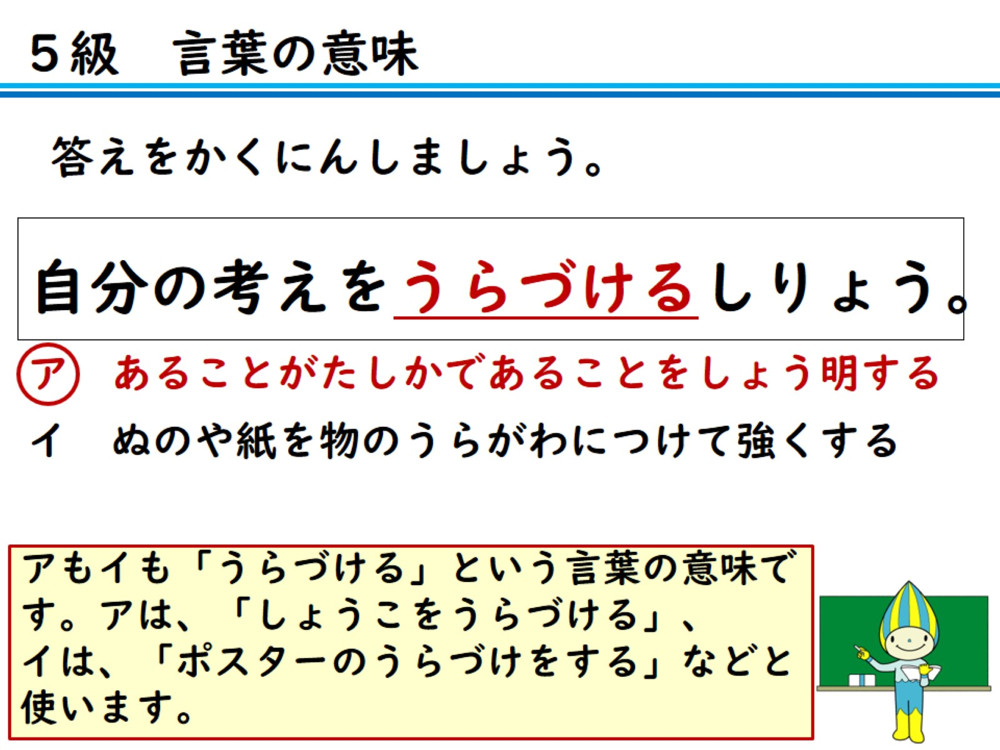 ５級　言葉の意味
答えをかくにんしましょう。
自分の考えをうらづけるしりょう。
ア　あることがたしかであることをしょう明する
イ　ぬのや紙を物のうらがわにつけて強くする
アもイも「うらづける」という言葉の意味で
す。アは、「しょうこをうらづける」、
イは、「ポスターのうらづけをする」などと
使います。